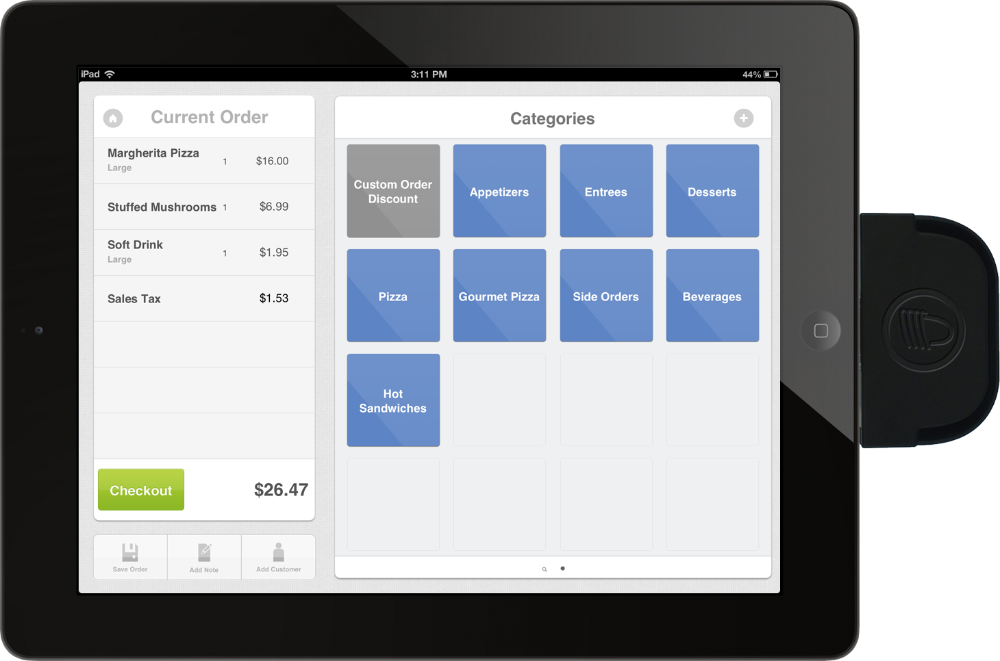 iPad
3:11 PM
44%
Current Order
Margherita Pizza
Large
1
$16.00
Stuffed Mushrooms
1
$6.99
Soft Drink
Large
1
$1.95
Sales Tax
$1.53
Checkout
$26.47
Save Order
Add Note
Add Customer
Categories
Custom Order
Discount
Appetizers
Entrees
Desserts
Pizza
Gourmet Pizza
Side Orders
Beverages
Hot
Sandwiches